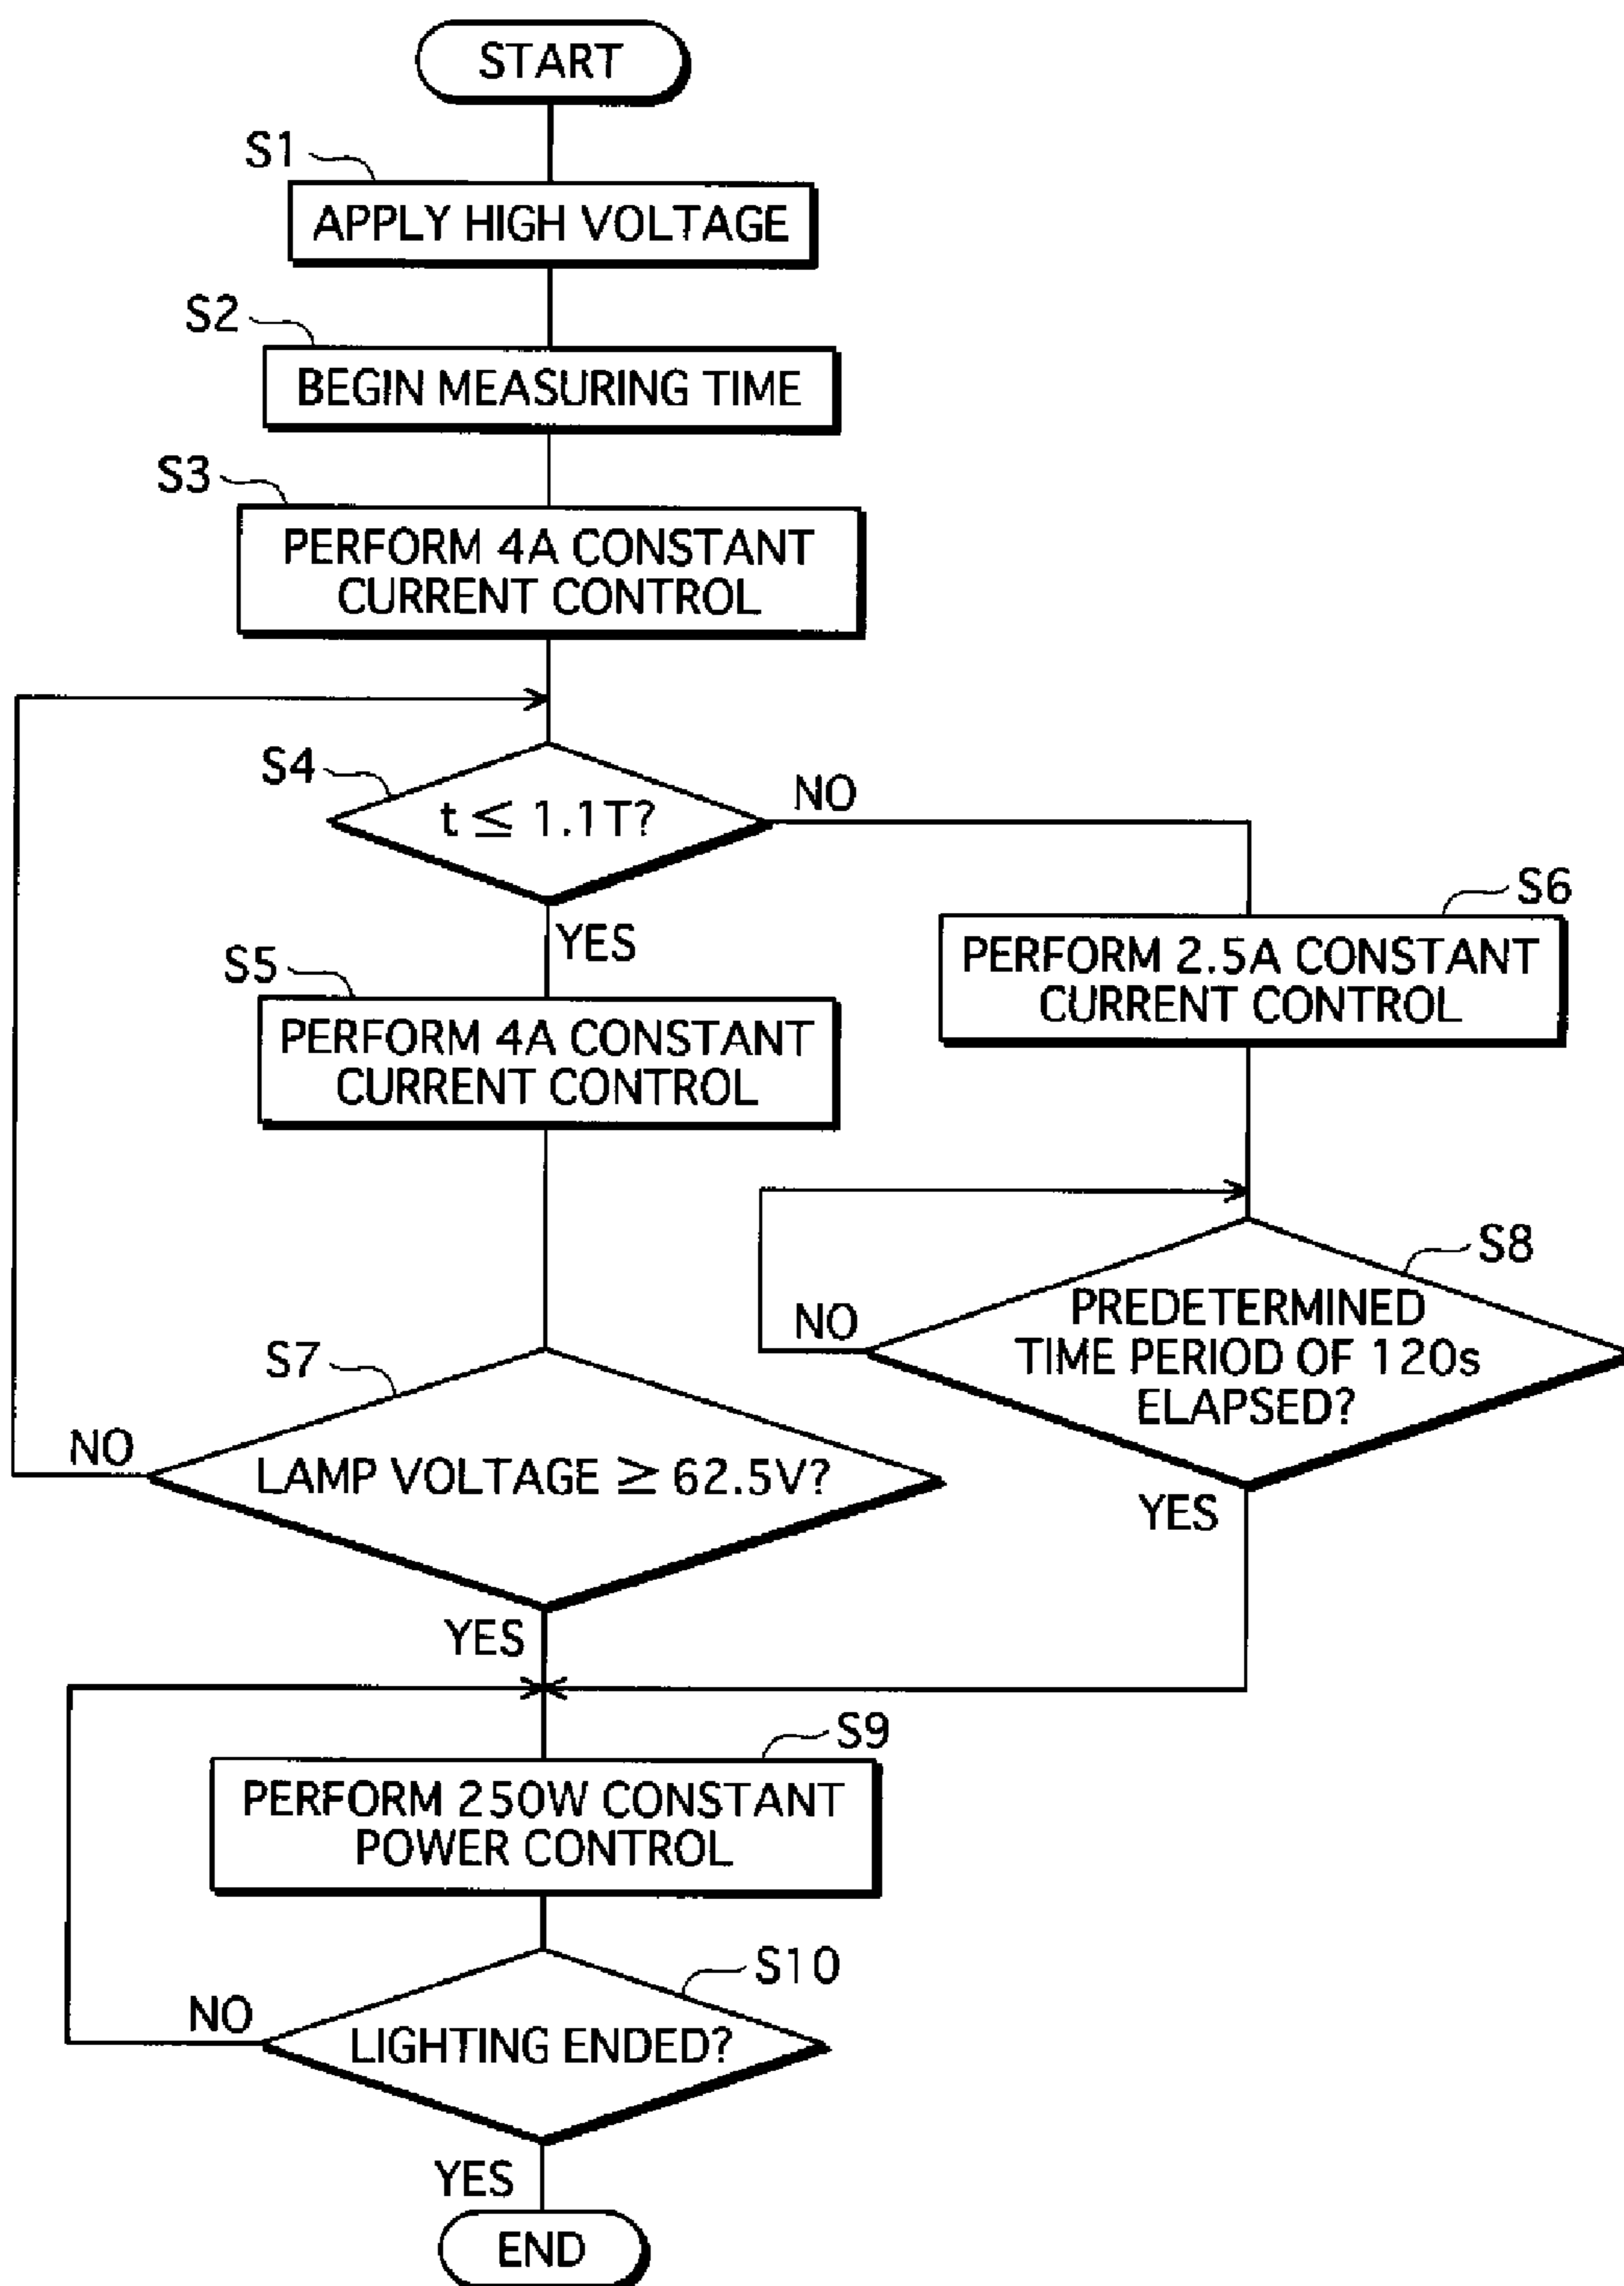 START
S1
APPLY HIGH VOLTAGE
S2
BEGIN MEASURING TIME
S3
PERFORM 4A CONSTANT
CURRENT CONTROL
S4
t ≤ 1.1T?
NO
YES
S5
PERFORM 4A CONSTANT
CURRENT CONTROL
S6
PERFORM 2.5A CONSTANT
CURRENT CONTROL
S7
LAMP VOLTAGE ≥ 62.5V?
NO
YES
S8
PREDETERMINED
TIME PERIOD OF 120s
ELAPSED?
NO
YES
S9
PERFORM 250W CONSTANT
POWER CONTROL
S10
LIGHTING ENDED?
NO
YES
END